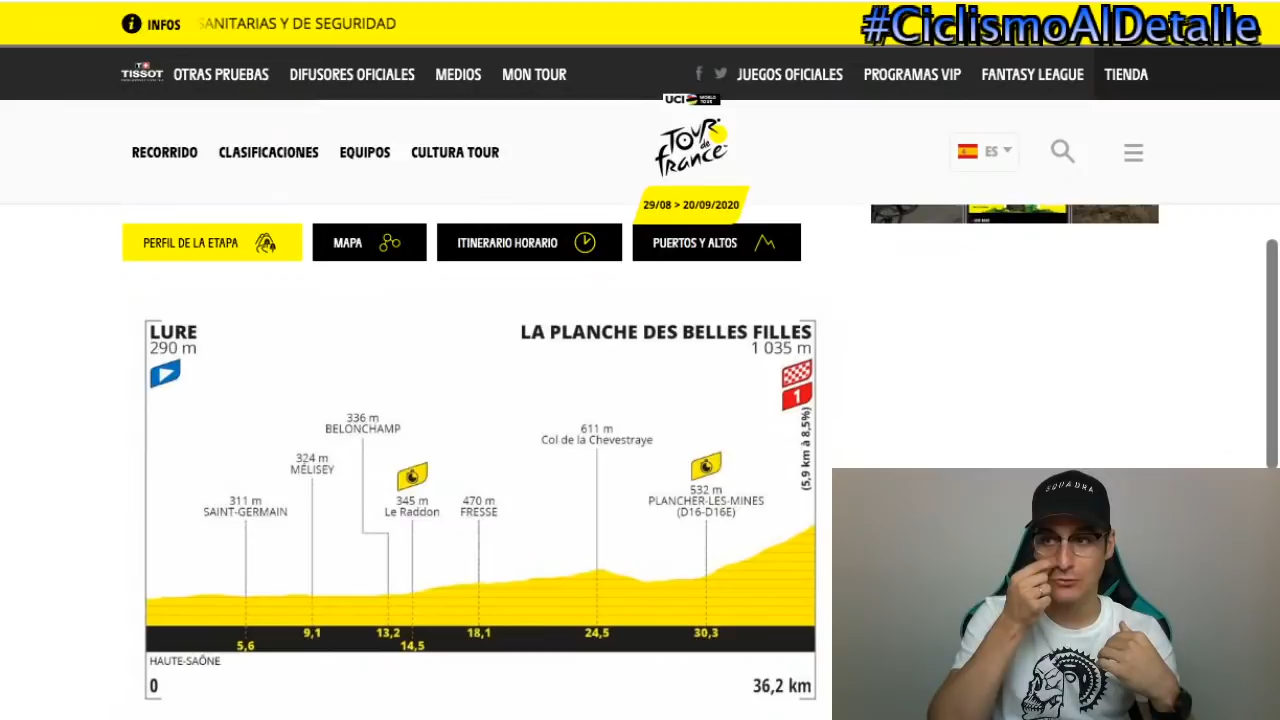 INFOS SANITARIAS Y DE SEGURIDAD
#CiclismoAlDetalle
TISSOT OTRAS PRUEBAS DIFUSORES OFICIALES MEDIOS MON TOUR JUEGOS OFICIALES PROGRAMAS VIP FANTASY LEAGUE TIENDA
UCI WORLD TOUR
RECORRIDO CLASIFICACIONES EQUIPOS CULTURA TOUR
TOUR de france
ES
29/08 > 20/09/2020
PERFIL DE LA ETAPA MAPA ITINERARIO HORARIO PUERTOS Y ALTOS
LURE
290 m
LA PLANCHE DES BELLES FILLES
1 035 m
1
(5,9 km à 8,5%)
336 m
BELONCHAMP
611 m
Col de la Chevestraye
324 m
MÉLISEY
311 m
SAINT-GERMAIN
345 m
Le Raddon
470 m
FRESSE
532 m
PLANCHER-LES-MINES
(D16-D16E)
5,6
9,1
13,2
14,5
18,1
24,5
30,3
HAUTE-SAÔNE
0
36,2 km
SQUADRA